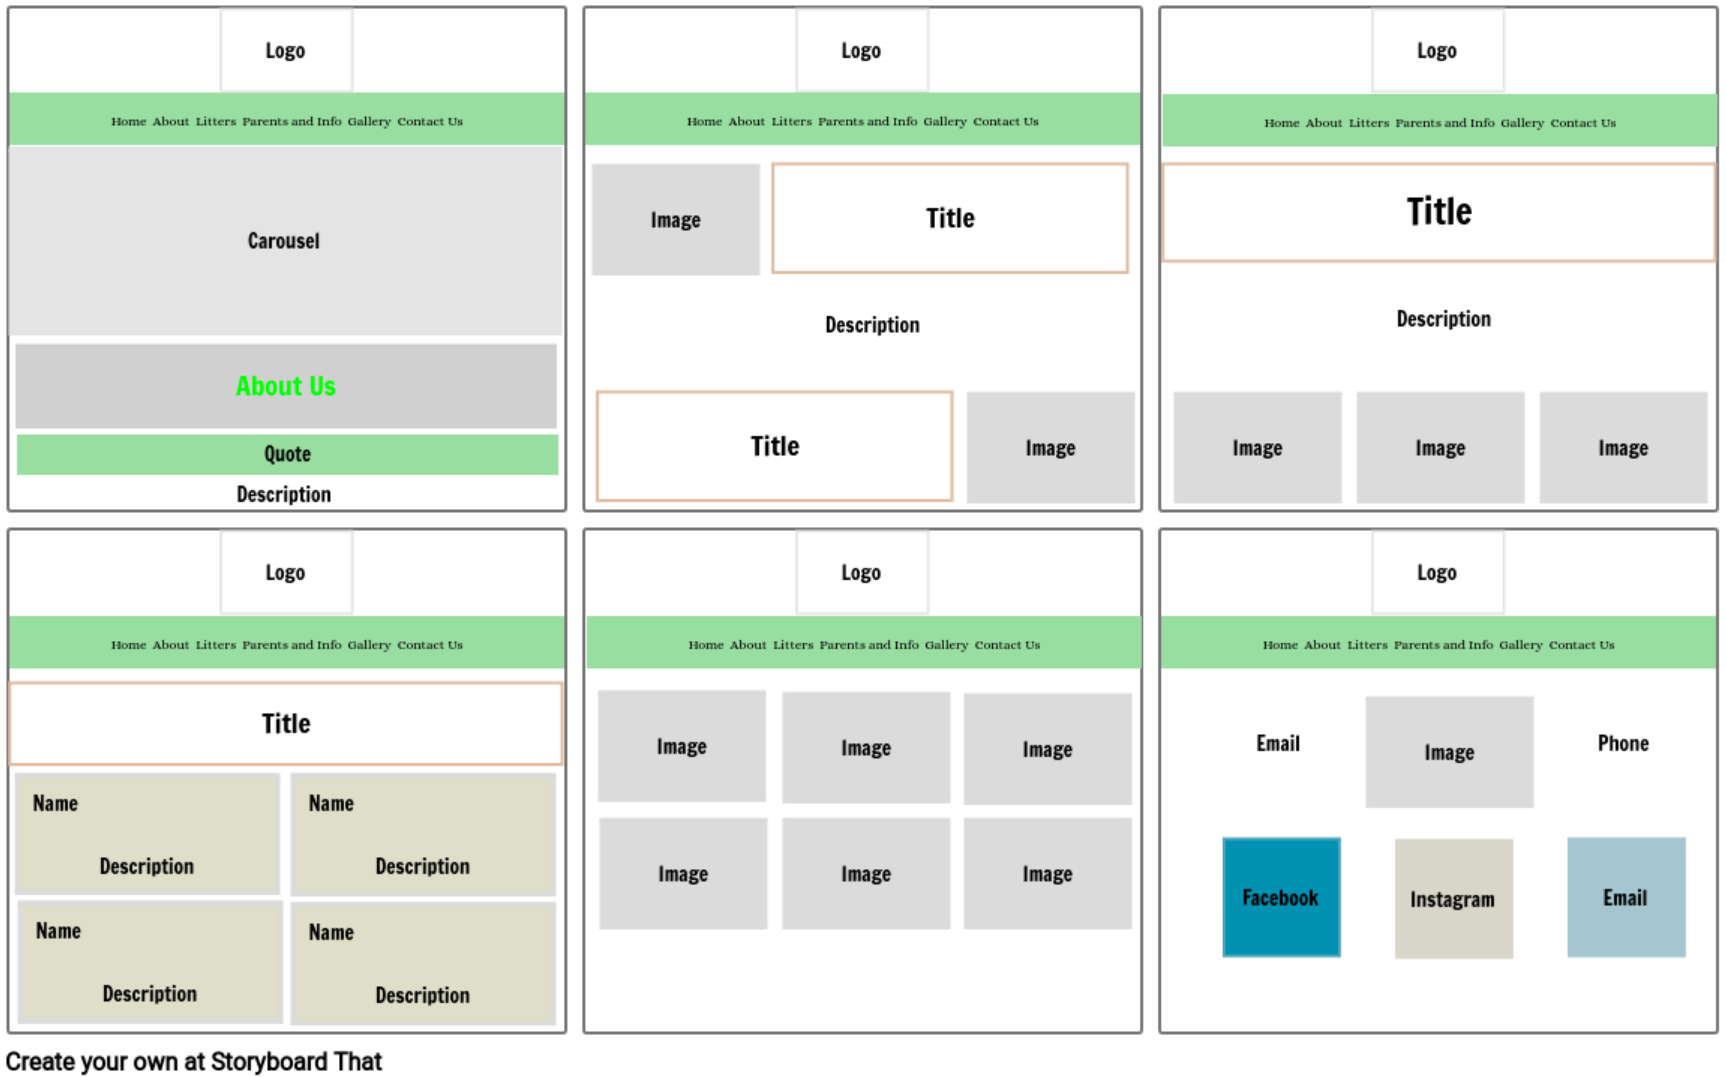 Logo
Home About Litters Parents and Info Gallery Contact Us
Carousel
About Us
Quote
Description
Logo
Home About Litters Parents and Info Gallery Contact Us
Image
Title
Description
Title
Image
Logo
Home About Litters Parents and Info Gallery Contact Us
Title
Description
Image
Image
Image
Logo
Home About Litters Parents and Info Gallery Contact Us
Title
Name
Description
Name
Description
Name
Description
Name
Description
Logo
Home About Litters Parents and Info Gallery Contact Us
Image
Image
Image
Image
Image
Image
Logo
Home About Litters Parents and Info Gallery Contact Us
Email
Image
Phone
Facebook
Instagram
Email
Create your own at Storyboard That